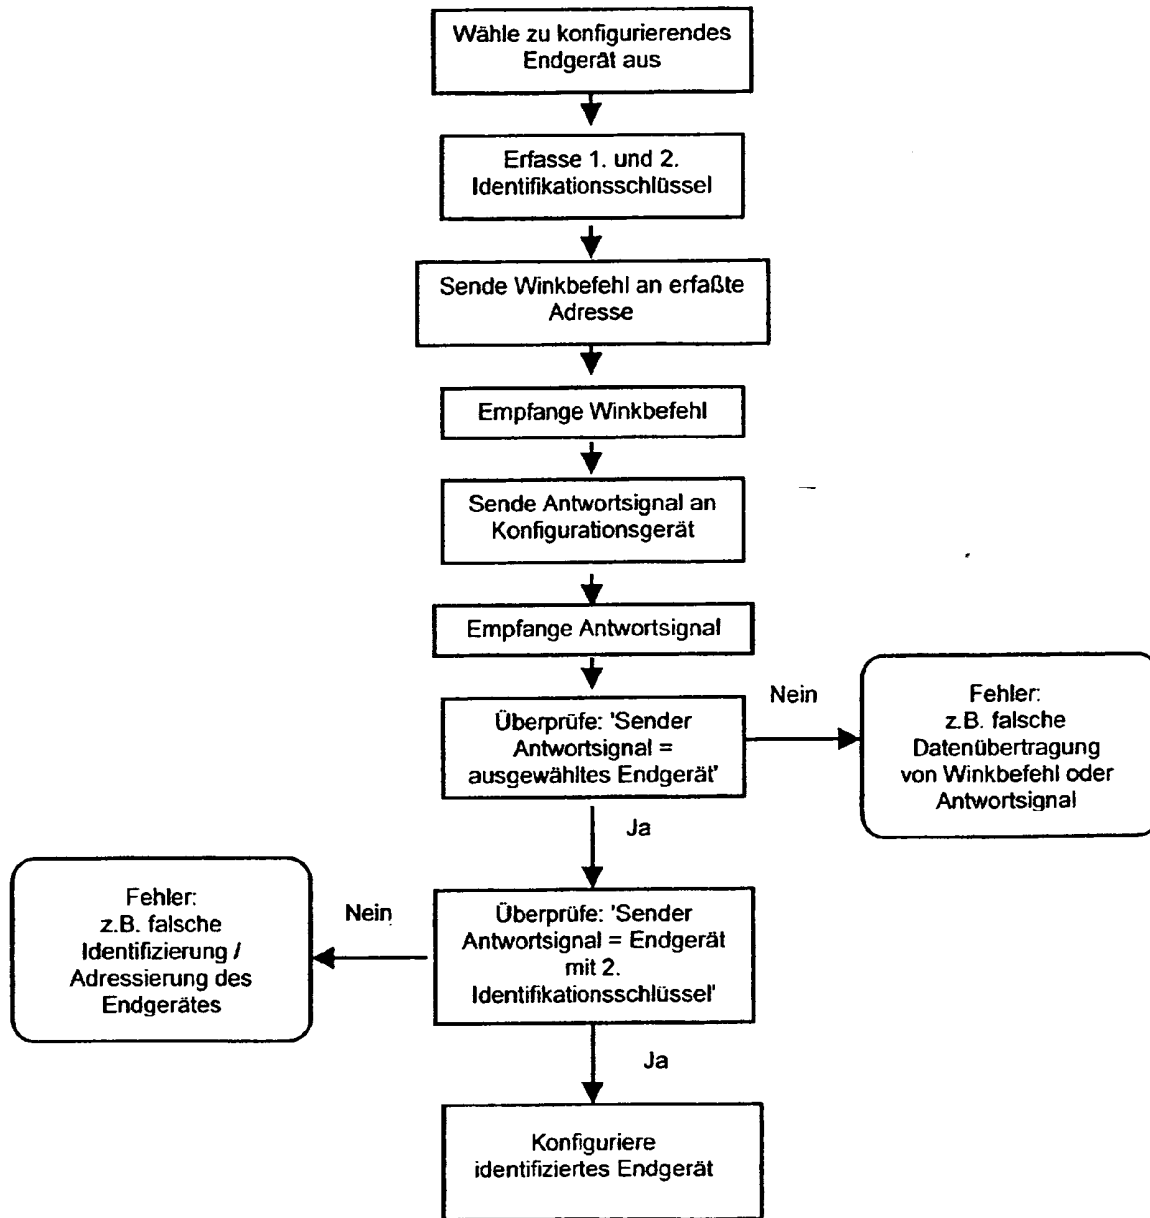 Wähle zu konfigurierendes
Endgerät aus
Erfasse 1. und 2.
Identifikationsschlüssel
Sende Winkbefehl an erfaßte
Adresse
Empfange Winkbefehl
Sende Antwortsignal an
Konfigurationsgerät
Empfange Antwortsignal
Überprüfe: 'Sender
Antwortsignal =
ausgewähltes Endgerät'
Nein
Fehler:
z.B. falsche
Datenübertragung
von Winkbefehl oder
Antwortsignal
Ja
Überprüfe: 'Sender
Antwortsignal = Endgerät
mit 2.
Identifikationsschlüssel'
Nein
Fehler:
z.B. falsche
Identifizierung /
Adressierung des
Endgerätes
Ja
Konfiguriere
identifiziertes Endgerät